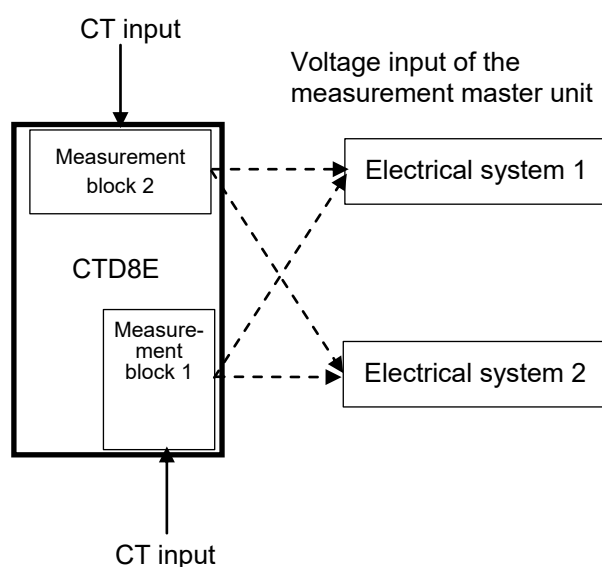 CT input
Voltage input of the
measurement master unit
Measurement
block 2
Electrical system 1
CTD8E
Measure-
ment
block 1
Electrical system 2
CT input